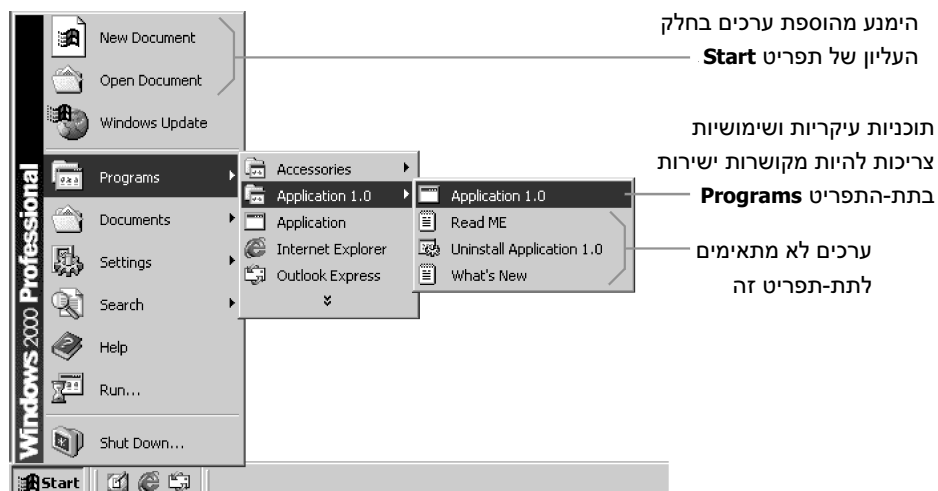 New Document
Open Document
Windows Update
Programs
Documents
Settings
Search
Help
Run...
Shut Down...
Windows 2000 Professional
Start
Accessories
Application 1.0
Application
Internet Explorer
Outlook Express
Application 1.0
Read ME
Uninstall Application 1.0
What's New
הימנע מהוספת ערכים בחלק
העליון של תפריט Start
תוכניות עיקריות ושימושיות
צריכות להיות מקושרות ישירות
בתת-התפריט Programs
ערכים לא מתאימים
לתת-תפריט זה